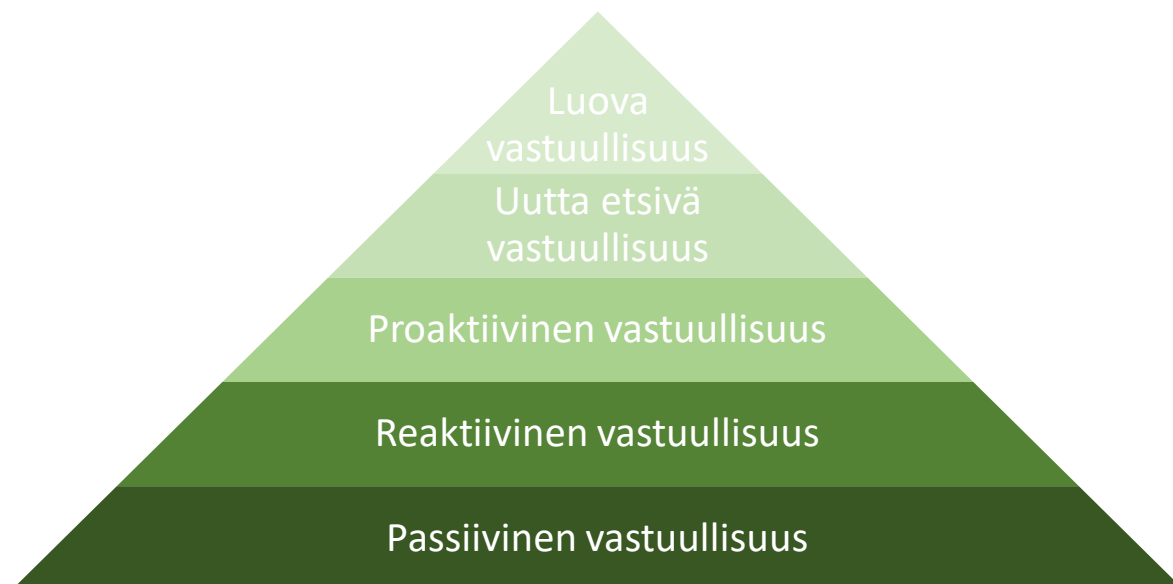 Luova
vastuullisuus
Uutta etsivä
vastuullisuus
Proaktiivinen vastuullisuus
Reaktiivinen vastuullisuus
Passiivinen vastuullisuus